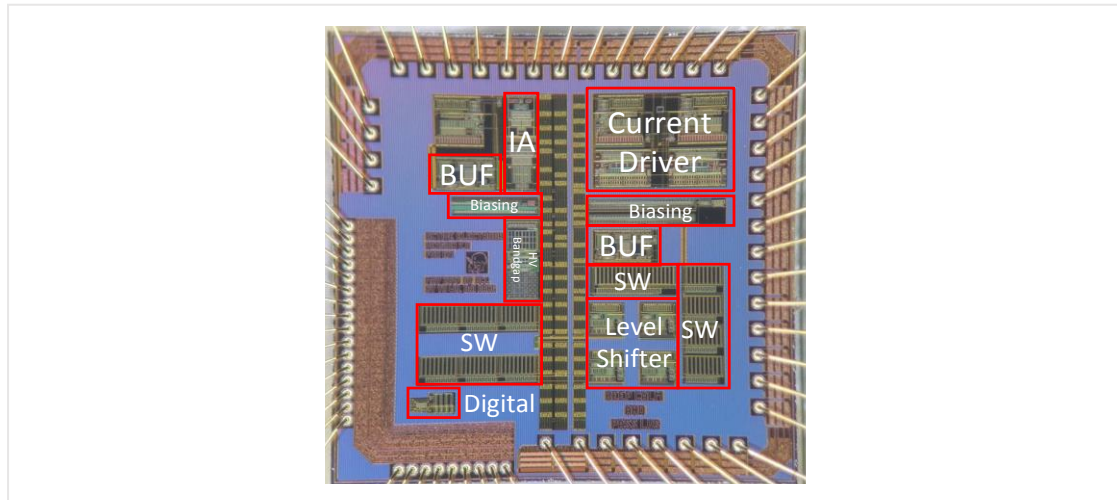 IA
BUF
Biasing
HV
Bandgap
SW
Digital
Current
Driver
Biasing
BUF
SW
Level
Shifter
SW